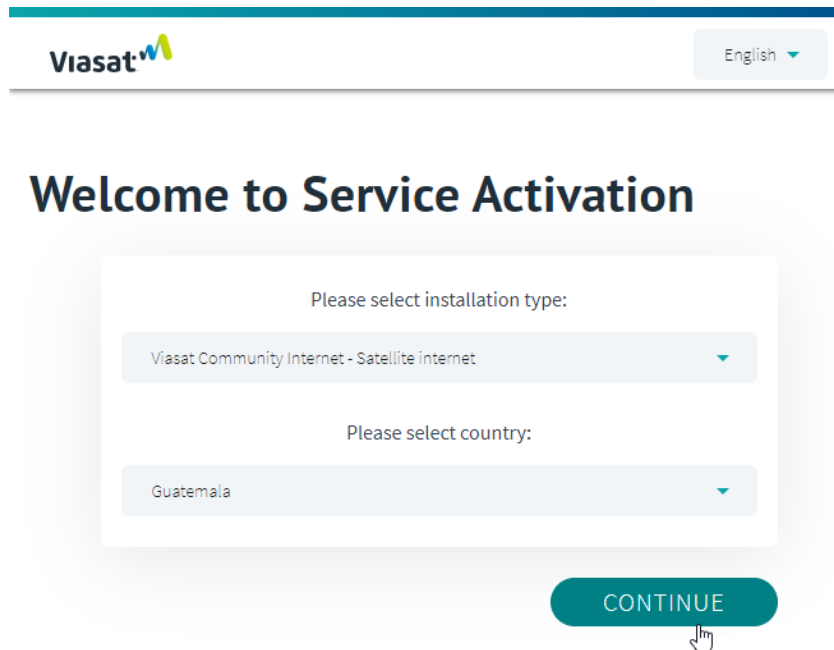 Viasat
English
Welcome to Service Activation
Please select installation type:
Viasat Community Internet - Satellite internet
Please select country:
Guatemala
CONTINUE